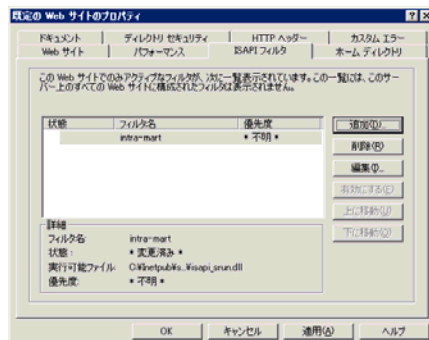 既定の Web サイトのプロパティ
ドキュメント ディレクトリ セキュリティ HTTP ヘッダー カスタム エラー
Web サイト パフォーマンス ISAPI フィルタ ホーム ディレクトリ
この Web サイトでのみアクティブなフィルタが、次に一覧表示されています。この一覧には、このサー
バー上のすべての Web サイトに構成されたフィルタは表示されません。
状態 フィルタ名 優先度
intra-mart * 不明 *
追加(D)...
削除(R)
編集(I)...
有効にする(E)
上に移動(U)
下に移動(O)
詳細
フィルタ名: intra-mart
状態: * 変更済み *
実行可能ファイル: C:¥Inetpub¥s...¥isapi_srun.dll
優先度: * 不明 *
OK キャンセル 適用(A) ヘルプ